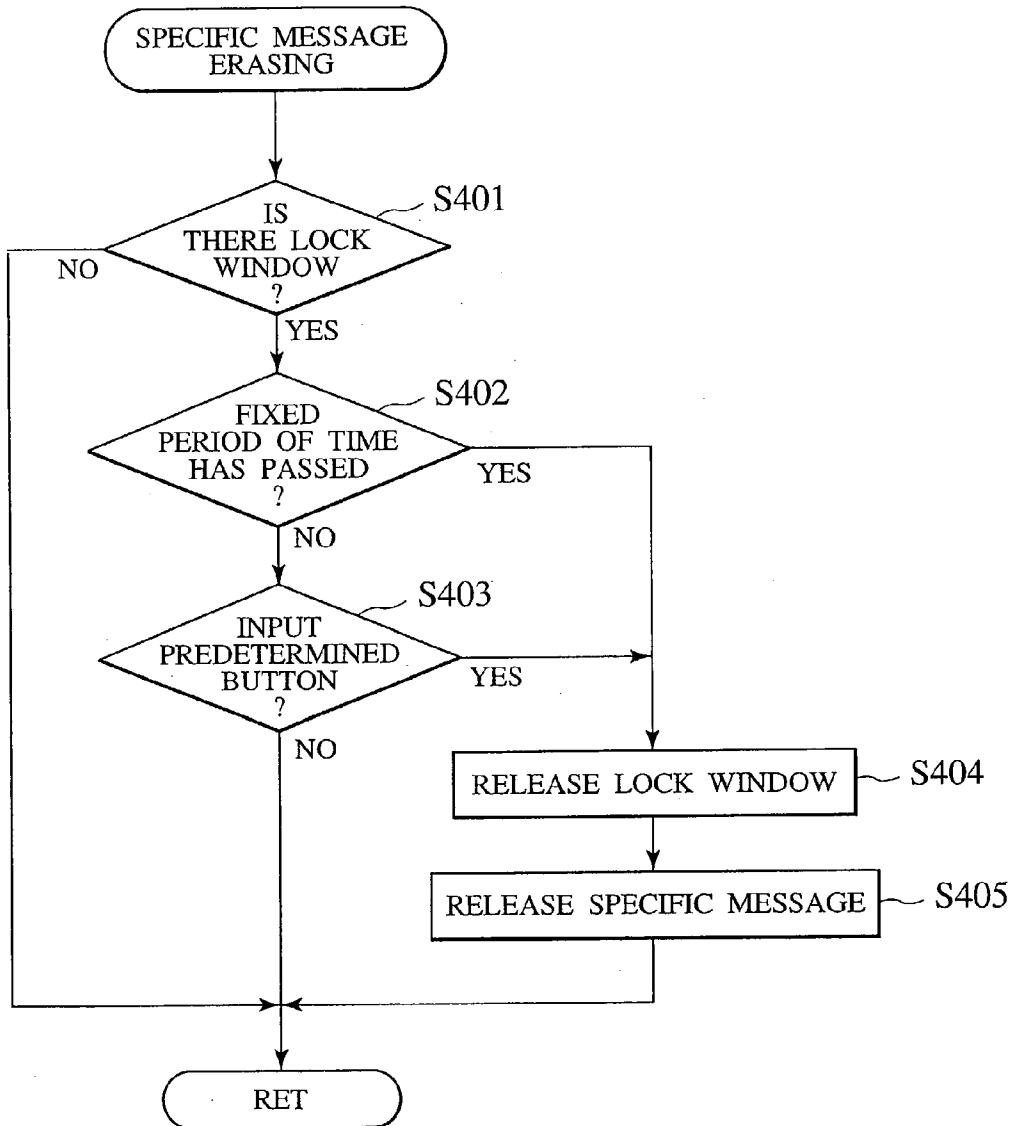 SPECIFIC MESSAGE
ERASING
S401
IS
THERE LOCK
WINDOW
?
NO
YES
S402
FIXED
PERIOD OF TIME
HAS PASSED
?
YES
NO
S403
INPUT
PREDETERMINED
BUTTON
?
YES
NO
RELEASE LOCK WINDOW
S404
RELEASE SPECIFIC MESSAGE
S405
RET